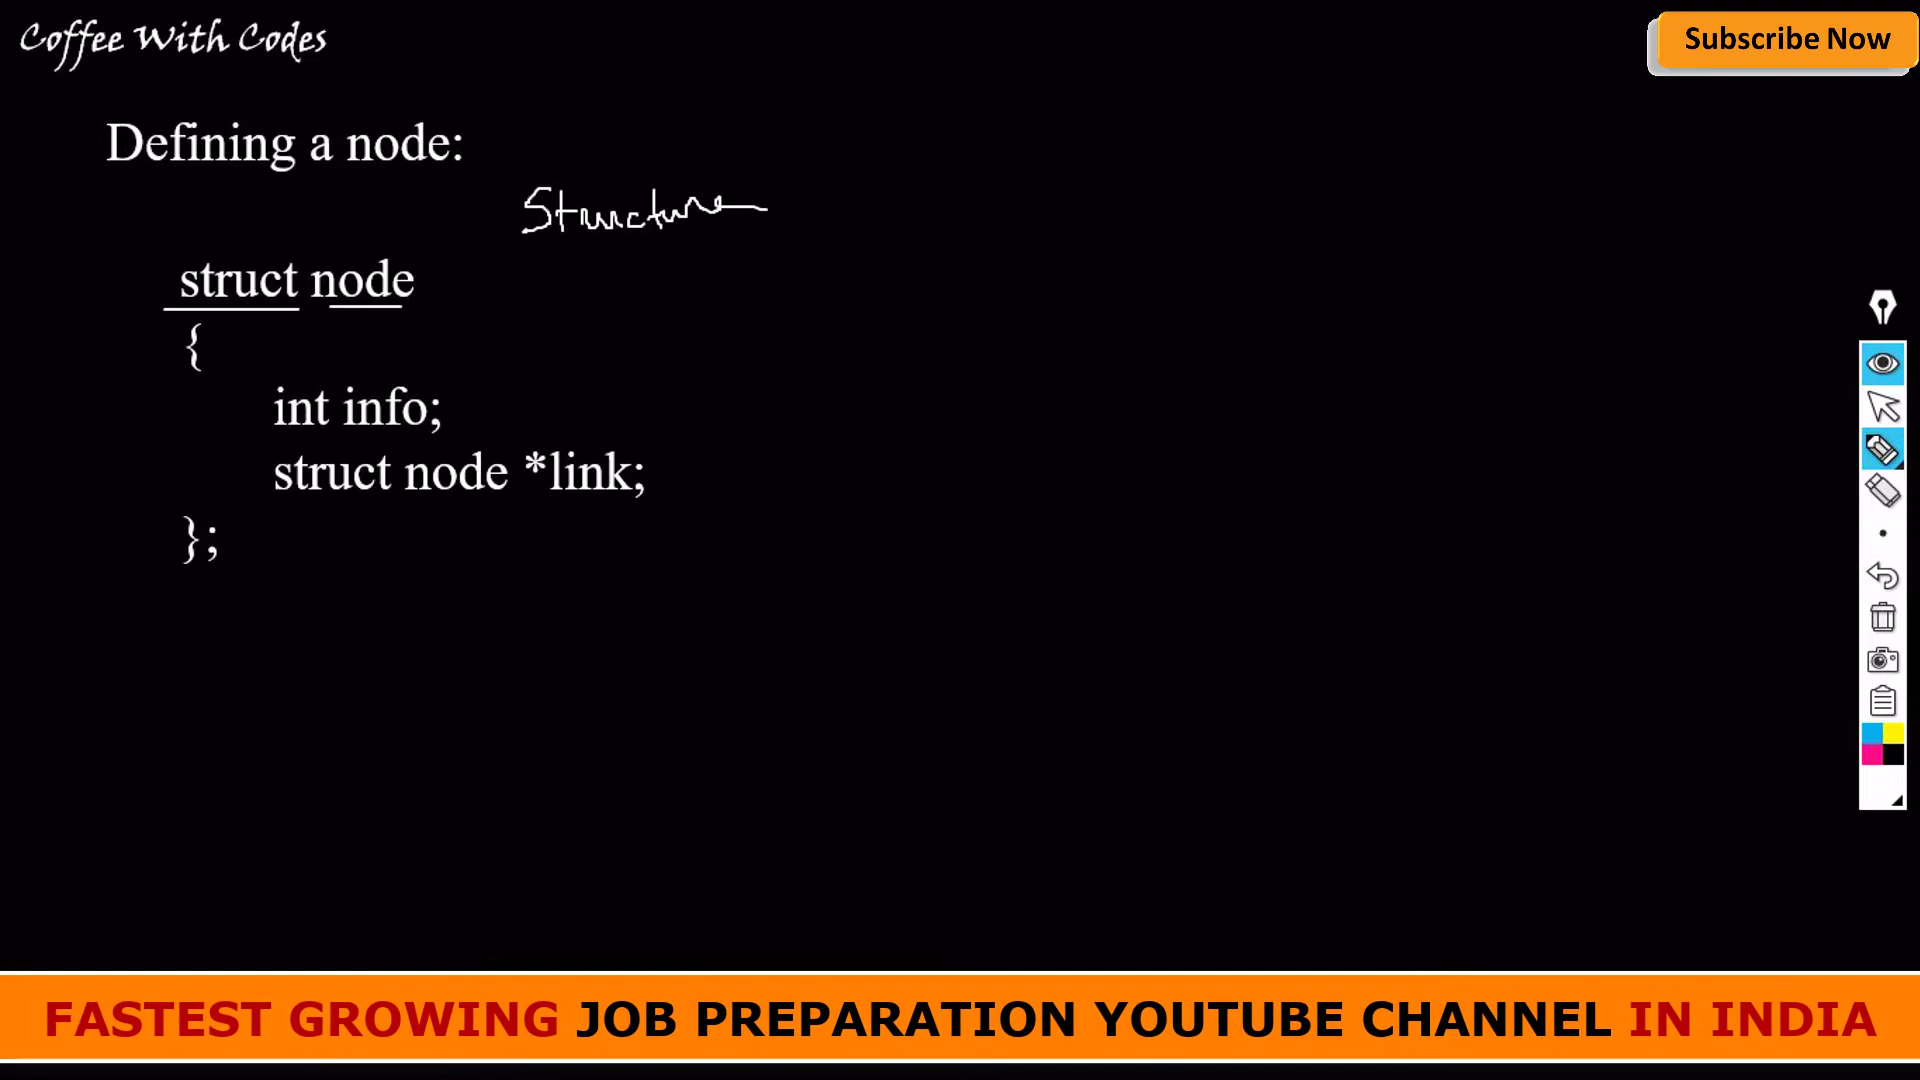 Coffee With Codes
Subscribe Now
Defining a node:
Structure
struct node
{
int info;
struct node *link;
};
FASTEST GROWING JOB PREPARATION YOUTUBE CHANNEL IN INDIA